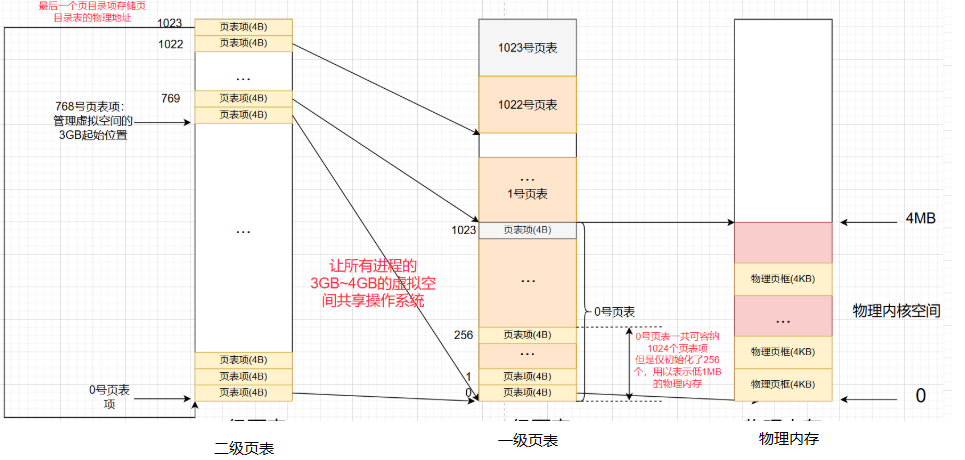 最后一个页目录项存储页
目录表的物理地址
1023
页表项(4B)
1022
页表项(4B)
...
769
页表项(4B)
页表项(4B)
768号页表项：
管理虚拟空间的
3GB起始位置
...
页表项(4B)
页表项(4B)
页表项(4B)
0号页表
项
二级页表
让所有进程的
3GB~4GB的虚拟空
间共享操作系统
1023号页表
1022号页表
...
1号页表
1023
页表项(4B)
...
256
页表项(4B)
...
1
页表项(4B)
0
页表项(4B)
0号页表
一级页表
0号页表一共可容纳
1024个页表项
但是仅初始化了256
个，用以表示低1MB
的物理内存
4MB
物理页框(4KB)
...
物理内核空间
物理页框(4KB)
物理页框(4KB)
0
物理内存